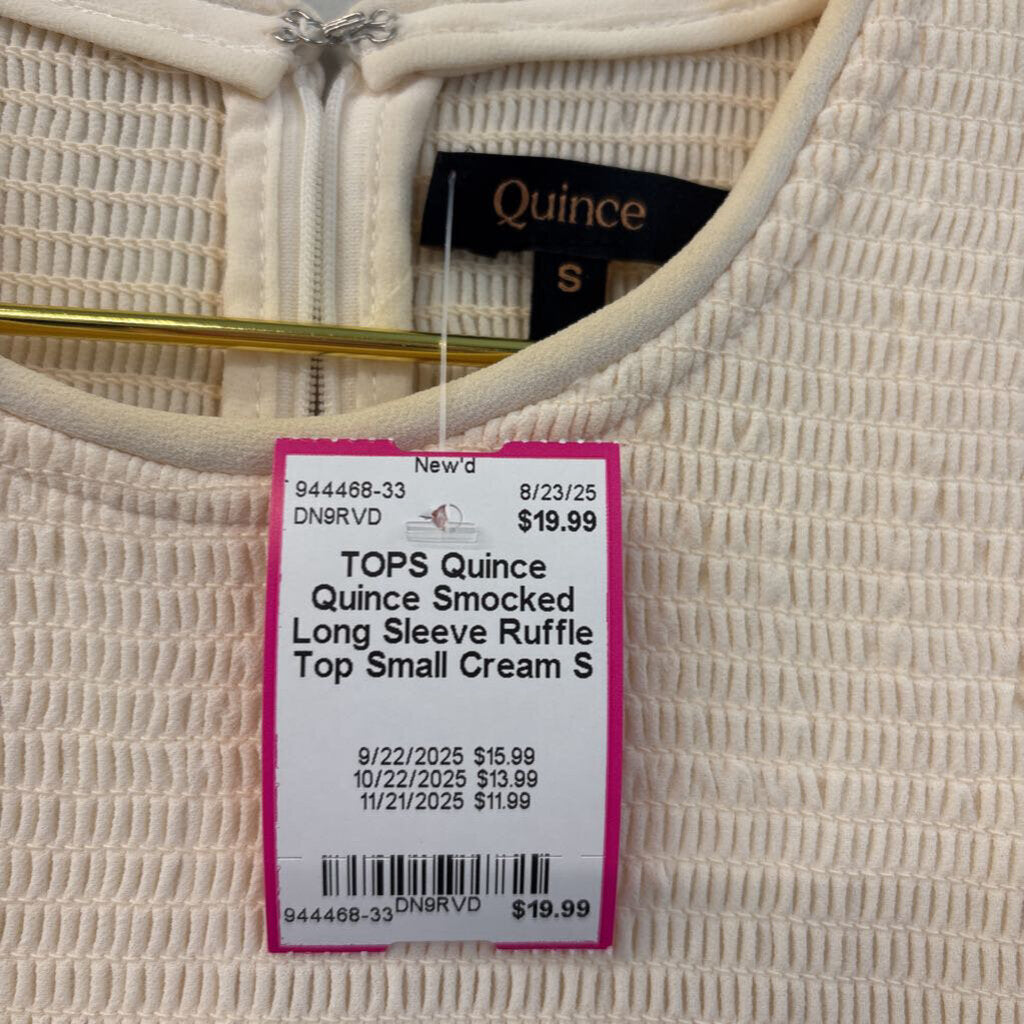 Quince
S
New'd
944468-33 8/23/25
DN9RVD $19.99
TOPS Quince
Quince Smocked
Long Sleeve Ruffle
Top Small Cream S
9/22/2025 $15.99
10/22/2025 $13.99
11/21/2025 $11.99
944468-33 DN9RVD $19.99